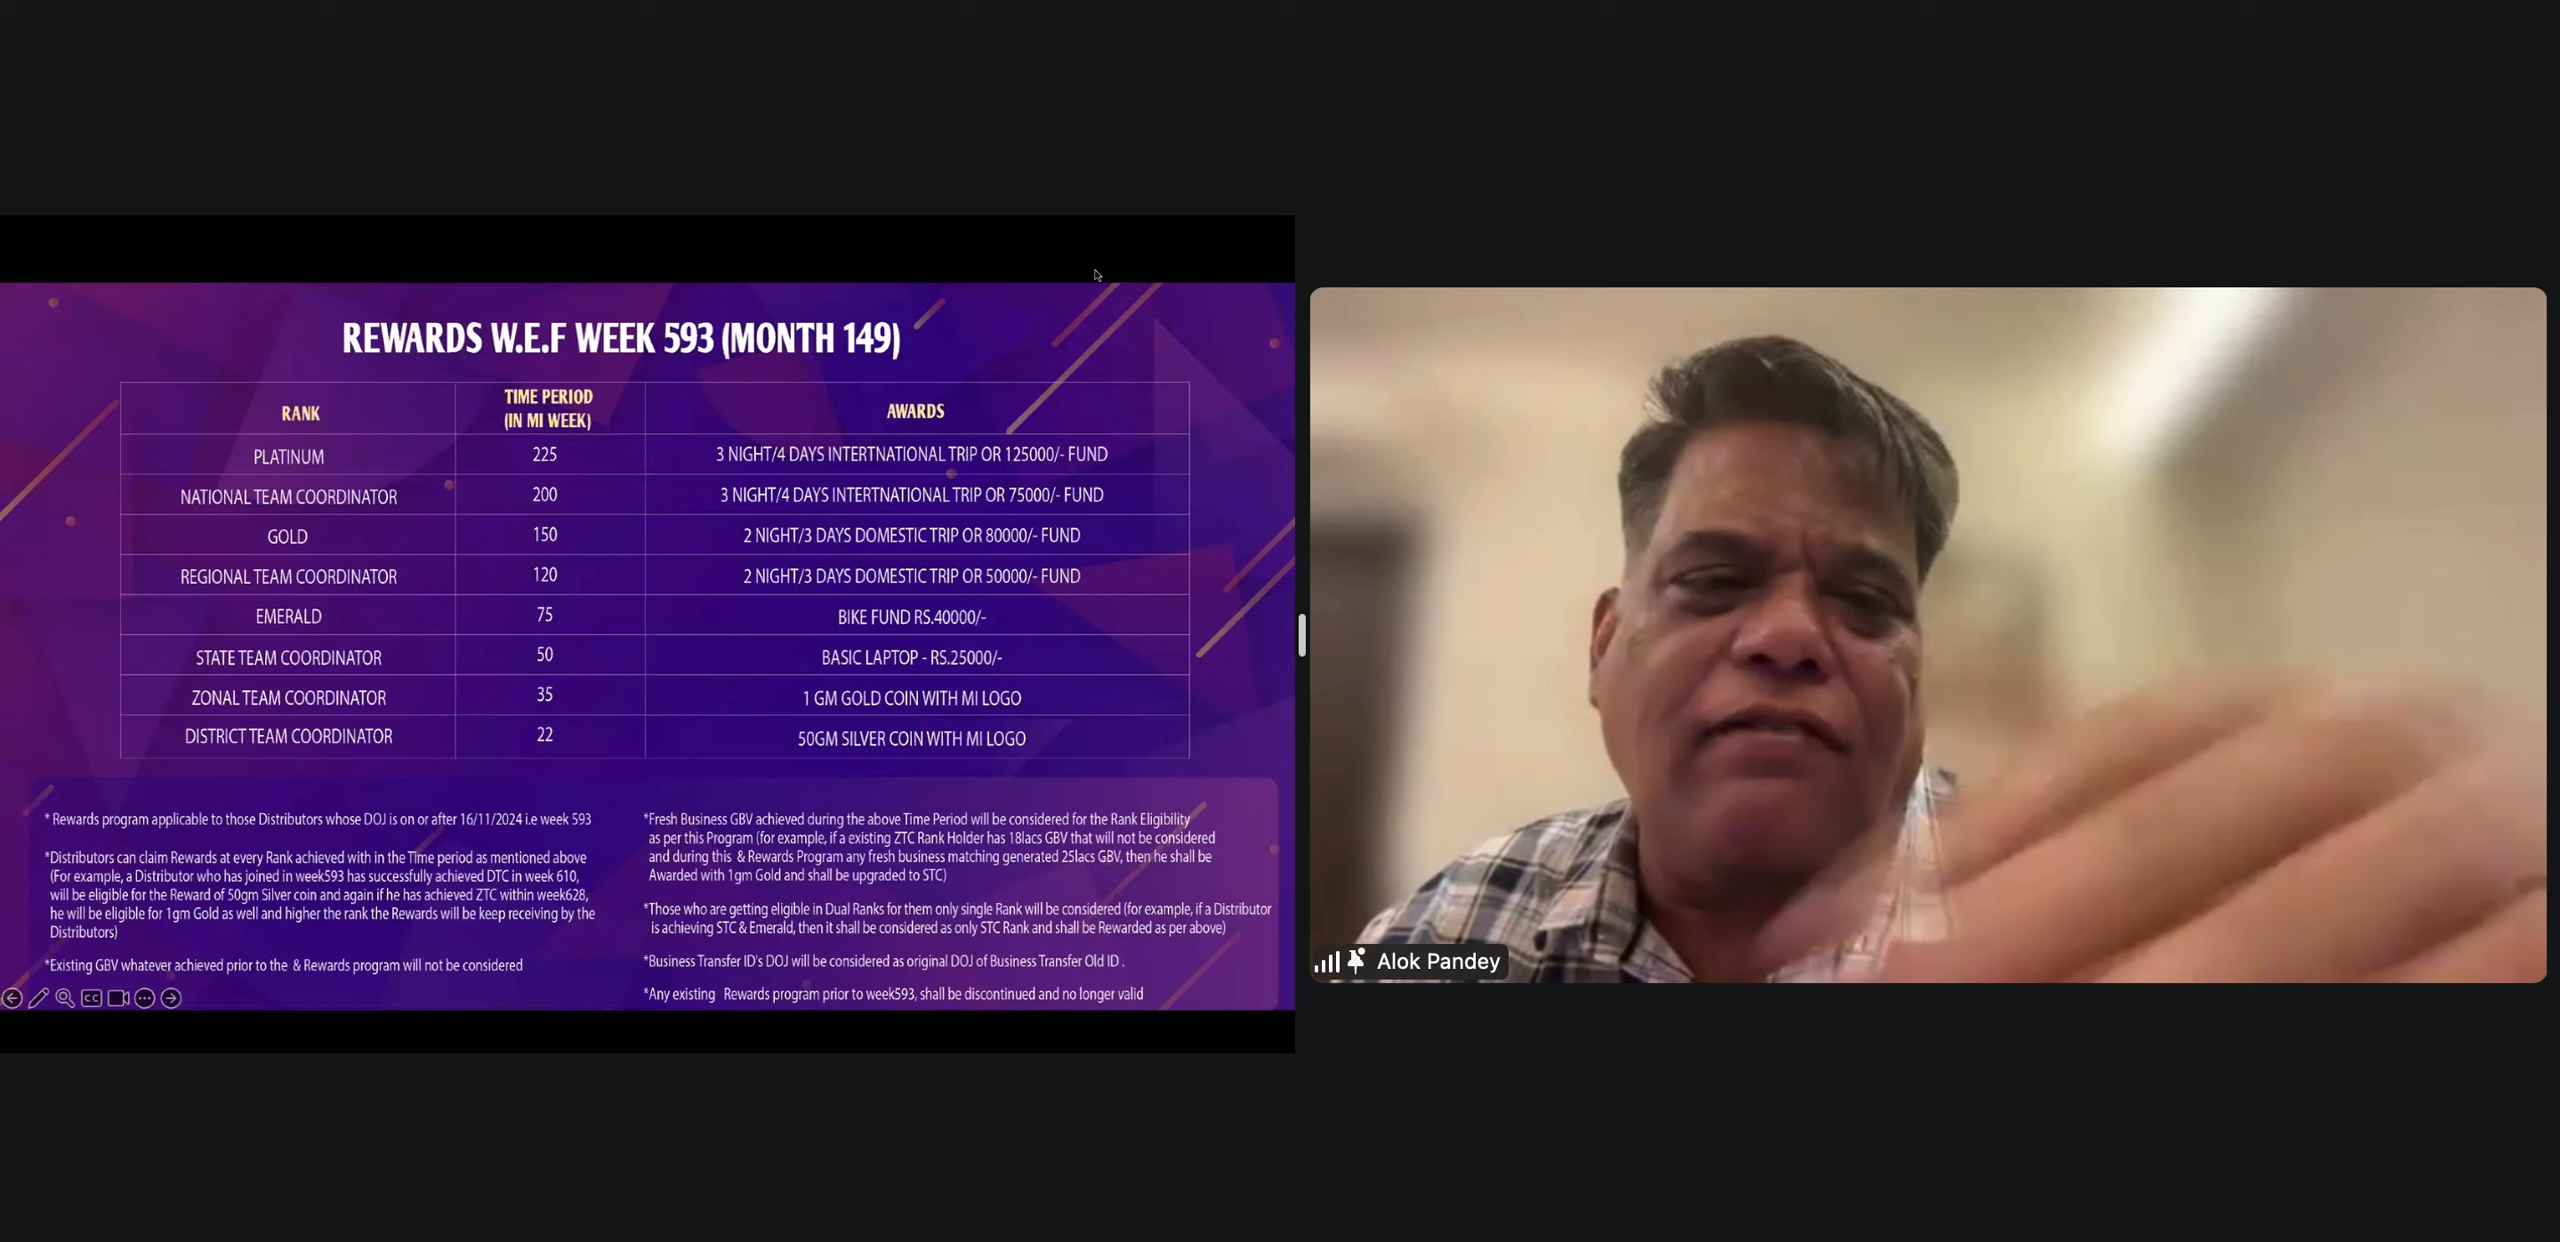 REWARDS W.E.F WEEK 593 (MONTH 149)
RANK TIME PERIOD (IN MI WEEK) AWARDS
PLATINUM 225 3 NIGHT/4 DAYS INTERTNATIONAL TRIP OR 125000/- FUND
NATIONAL TEAM COORDINATOR 200 3 NIGHT/4 DAYS INTERTNATIONAL TRIP OR 75000/- FUND
GOLD 150 2 NIGHT/3 DAYS DOMESTIC TRIP OR 80000/- FUND
REGIONAL TEAM COORDINATOR 120 2 NIGHT/3 DAYS DOMESTIC TRIP OR 50000/- FUND
EMERALD 75 BIKE FUND RS.40000/-
STATE TEAM COORDINATOR 50 BASIC LAPTOP - RS.25000/-
ZONAL TEAM COORDINATOR 35 1 GM GOLD COIN WITH MI LOGO
DISTRICT TEAM COORDINATOR 22 50GM SILVER COIN WITH MI LOGO
* Rewards program applicable to those Distributors whose DOJ is on or after 16/11/2024 i.e week 593
*Distributors can claim Rewards at every Rank achieved with in the Time period as mentioned above
(For example, a Distributor who has joined in week593 has successfully achieved DTC in week 610,
will be eligible for the Reward of 50gm Silver coin and again if he has achieved ZTC within week628,
he will be eligible for 1gm Gold as well and higher the rank the Rewards will be keep receiving by the
Distributors)
*Existing GBV whatever achieved prior to the & Rewards program will not be considered
*Fresh Business GBV achieved during the above Time Period will be considered for the Rank Eligibility
as per this Program (for example, if a existing ZTC Rank Holder has 18lacs GBV that will not be considered
and during this & Rewards Program any fresh business matching generated 25lacs GBV, then he shall be
Awarded with 1gm Gold and shall be upgraded to STC)
*Those who are getting eligible in Dual Ranks for them only single Rank will be considered (for example, if a Distributor
is achieving STC & Emerald, then it shall be considered as only STC Rank and shall be Rewarded as per above)
*Business Transfer ID's DOJ will be considered as original DOJ of Business Transfer Old ID .
*Any existing Rewards program prior to week593, shall be discontinued and no longer valid
CC
Alok Pandey